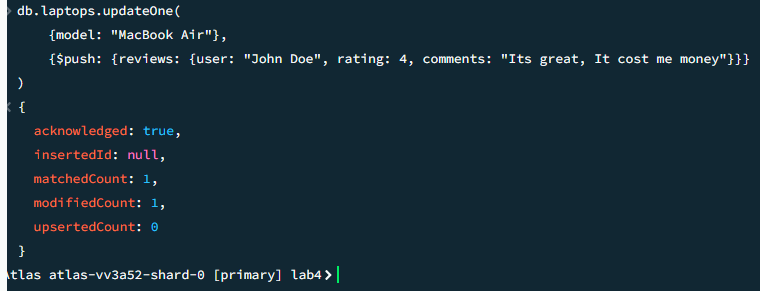 > db.laptops.updateOne(
{model: "MacBook Air"},
{$push: {reviews: {user: "John Doe", rating: 4, comments: "Its great, It cost me money"}}}
)
< {
acknowledged: true,
insertedId: null,
matchedCount: 1,
modifiedCount: 1,
upsertedCount: 0
}
Atlas atlas-vv3a52-shard-0 [primary] lab4>